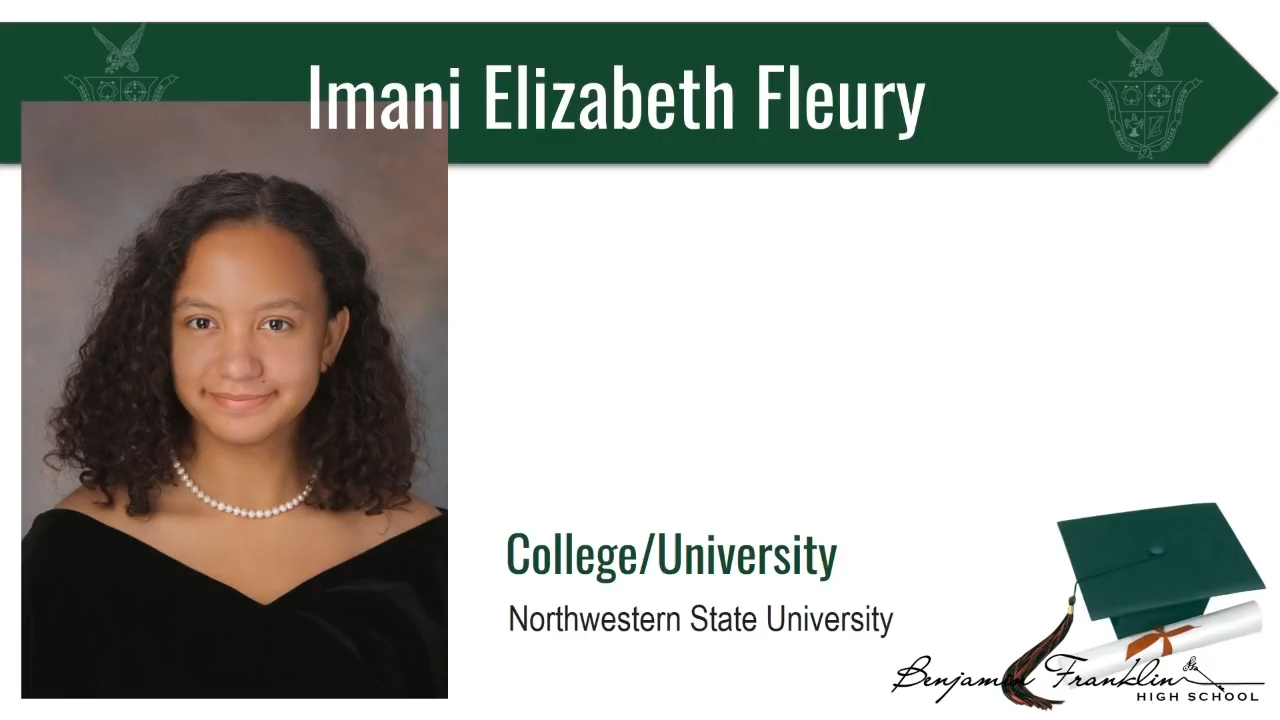 Imani Elizabeth Fleury
College/University
Northwestern State University
Benjamin Franklin
HIGH SCHOOL